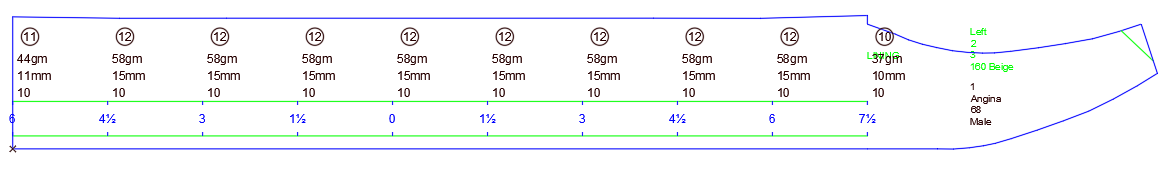 11 12 12 12 12 12 12 12 12 10 Left
44gm 58gm 58gm 58gm 58gm 58gm 58gm 58gm 58gm 37gm 2
11mm 15mm 15mm 15mm 15mm 15mm 15mm 15mm 15mm 10mm 3
10 10 10 10 10 10 10 10 10 10 160 Beige
6 4½ 3 1½ 0 1½ 3 4½ 6 7½
1
Angina
68
Male